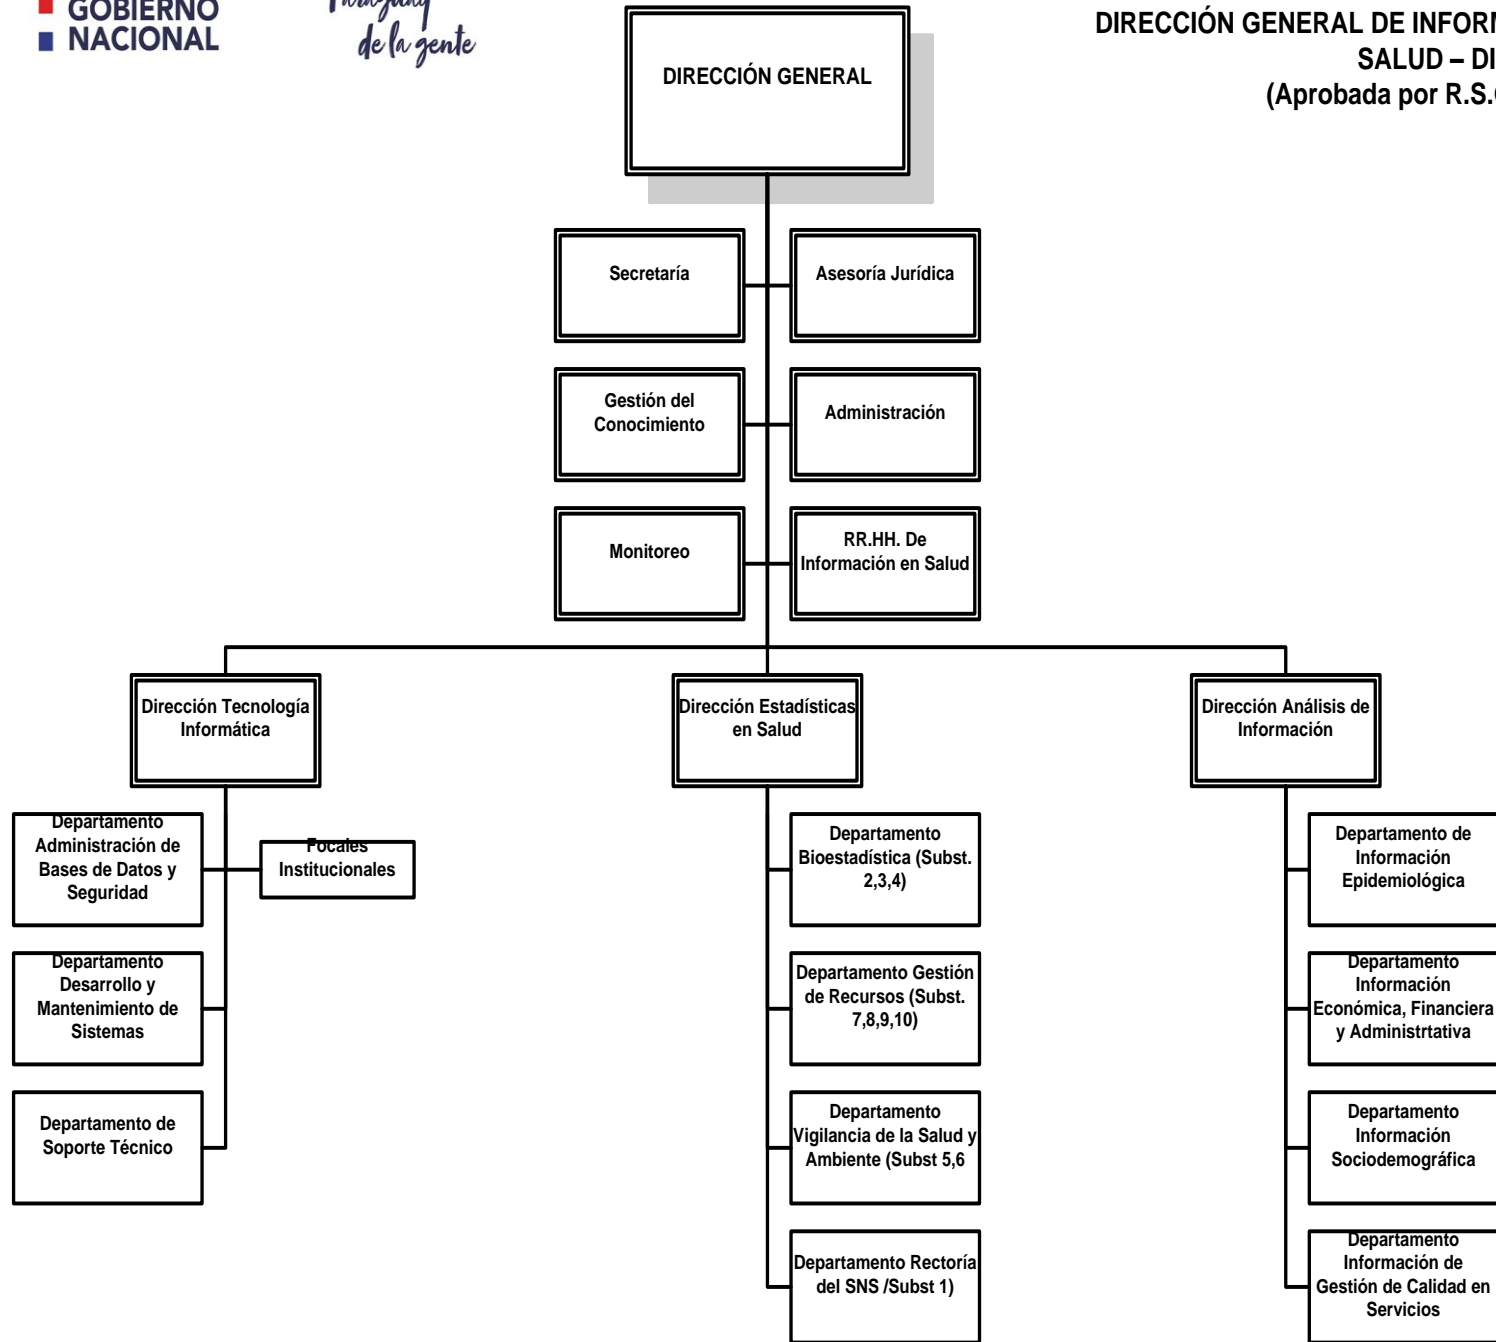 GOBIERNO
NACIONAL
Paraguay
de la gente
DIRECCIÓN GENERAL DE
SALUD –
(Aprobada por
DIRECCIÓN GENERAL
Secretaría
Asesoría Jurídica
Gestión del
Conocimiento
Administración
Monitoreo
RR.HH. De
Información en Salud
Dirección Tecnología
Informática
Dirección Estadísticas
en Salud
Dirección Análisis de
Información
Departamento
Administración de
Bases de Datos y
Seguridad
Focales
Institucionales
Departamento
Bioestadística (Subst.
2,3,4)
Departamento de
Información
Epidemiológica
Departamento
Desarrollo y
Mantenimiento de
Sistemas
Departamento Gestión
de Recursos (Subst.
7,8,9,10)
Departamento
Información
Económica, Financiera
y Administrtativa
Departamento de
Soporte Técnico
Departamento
Vigilancia de la Salud y
Ambiente (Subst 5,6
Departamento
Información
Sociodemográfica
Departamento Rectoría
del SNS /Subst 1)
Departamento
Información de
Gestión de Calidad en
Servicios